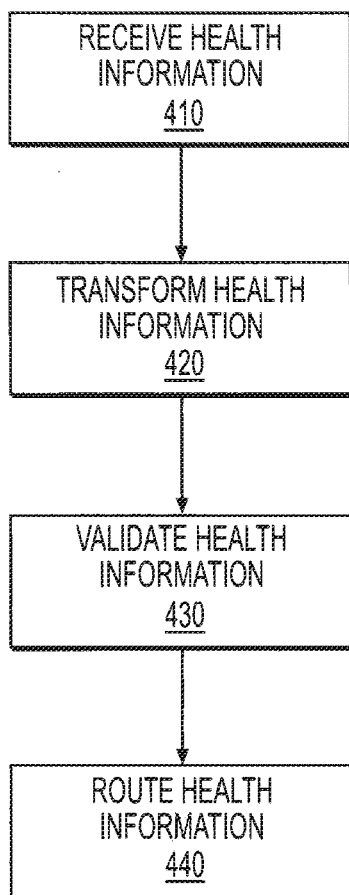 RECEIVE HEALTH
INFORMATION
410
TRANSFORM HEALTH
INFORMATION
420
VALIDATE HEALTH
INFORMATION
430
ROUTE HEALTH
INFORMATION
440